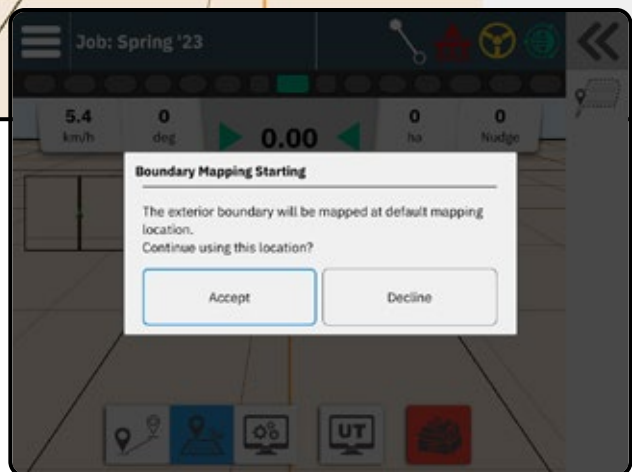 Job: Spring '23
5.4
km/h
0
deg
0.00
0
ha
0
Nudge
Boundary Mapping Starting
The exterior boundary will be mapped at default mapping
location.
Continue using this location?
Accept
Decline
UT